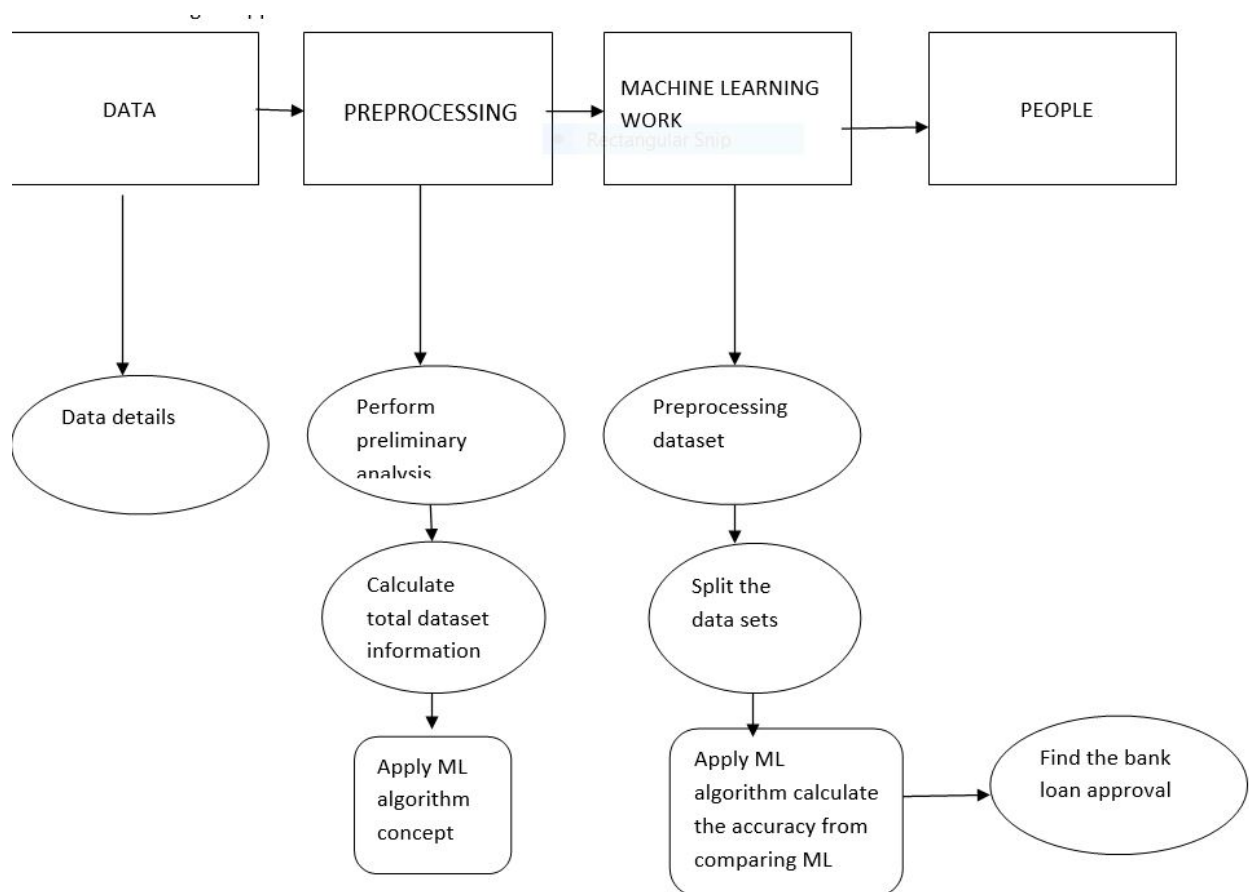 DATA
PREPROCESSING
MACHINE LEARNING
WORK
PEOPLE
Rectangular Snip
Data details
Perform
preliminary
analysis
Preprocessing
dataset
Calculate
total dataset
information
Split the
data sets
Apply ML
algorithm
concept
Apply ML
algorithm calculate
the accuracy from
comparing ML
Find the bank
loan approval